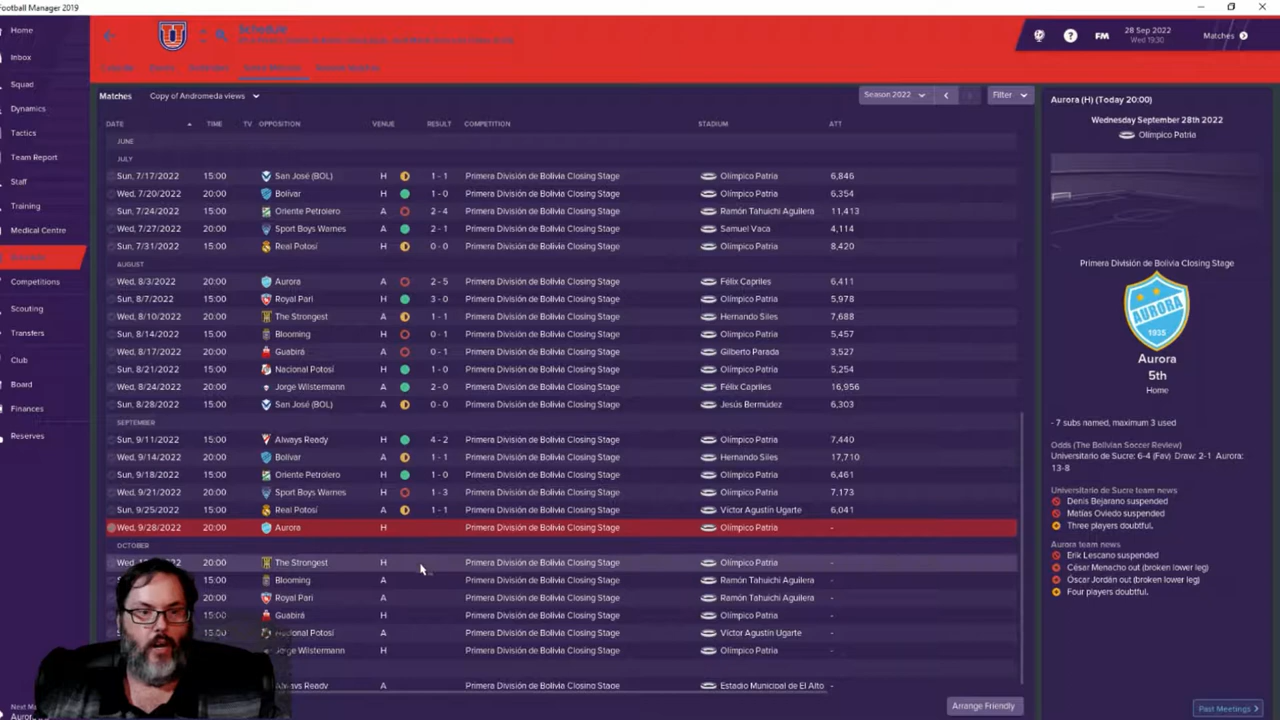 Football Manager 2019
Home
Inbox
Squad
Dynamics
Tactics
Team Report
Staff
Training
Medical Centre
Schedule
Competitions
Scouting
Transfers
Club
Board
Finances
Reserves
Schedule
28 Sep 2022
Wed 19:30
FM
Matches
Matches Copy of Andromeda views
Season 2022
Filter
DATE TIME TV OPPOSITION VENUE RESULT COMPETITION STADIUM ATT
JUNE
JULY
Sun, 7/17/2022 15:00 San José (BOL) H 1 - 1 Primera División de Bolivia Closing Stage Olímpico Patria 6,846
Wed, 7/20/2022 20:00 Bolívar H 1 - 0 Primera División de Bolivia Closing Stage Olímpico Patria 6,354
Sun, 7/24/2022 15:00 Oriente Petrolero A 2 - 4 Primera División de Bolivia Closing Stage Ramón Tahuichi Aguilera 11,413
Wed, 7/27/2022 20:00 Sport Boys Warnes A 2 - 1 Primera División de Bolivia Closing Stage Samuel Vaca 4,114
Sun, 7/31/2022 15:00 Real Potosí H 0 - 0 Primera División de Bolivia Closing Stage Olímpico Patria 8,420
AUGUST
Wed, 8/3/2022 20:00 Aurora A 2 - 5 Primera División de Bolivia Closing Stage Félix Capriles 6,411
Sun, 8/7/2022 15:00 Royal Pari H 3 - 0 Primera División de Bolivia Closing Stage Olímpico Patria 5,978
Wed, 8/10/2022 20:00 The Strongest A 1 - 1 Primera División de Bolivia Closing Stage Hernando Siles 7,688
Sun, 8/14/2022 15:00 Blooming H 0 - 1 Primera División de Bolivia Closing Stage Olímpico Patria 5,457
Wed, 8/17/2022 20:00 Guabirá A 0 - 1 Primera División de Bolivia Closing Stage Gilberto Parada 3,527
Sun, 8/21/2022 15:00 Nacional Potosí H 1 - 0 Primera División de Bolivia Closing Stage Olímpico Patria 5,254
Wed, 8/24/2022 20:00 Jorge Wilstermann A 2 - 0 Primera División de Bolivia Closing Stage Félix Capriles 16,956
Sun, 8/28/2022 15:00 San José (BOL) A 0 - 0 Primera División de Bolivia Closing Stage Jesús Bermúdez 6,303
SEPTEMBER
Sun, 9/11/2022 15:00 Always Ready H 4 - 2 Primera División de Bolivia Closing Stage Olímpico Patria 7,440
Wed, 9/14/2022 20:00 Bolívar A 1 - 1 Primera División de Bolivia Closing Stage Hernando Siles 17,710
Sun, 9/18/2022 15:00 Oriente Petrolero H 1 - 0 Primera División de Bolivia Closing Stage Olímpico Patria 6,461
Wed, 9/21/2022 20:00 Sport Boys Warnes H 1 - 3 Primera División de Bolivia Closing Stage Olímpico Patria 7,173
Sun, 9/25/2022 15:00 Real Potosí A 1 - 1 Primera División de Bolivia Closing Stage Víctor Agustín Ugarte 6,041
Wed, 9/28/2022 20:00 Aurora H Primera División de Bolivia Closing Stage Olímpico Patria -
OCTOBER
Wed, 20:00 The Strongest H Primera División de Bolivia Closing Stage Olímpico Patria -
15:00 Blooming A Primera División de Bolivia Closing Stage Ramón Tahuichi Aguilera -
20:00 Royal Pari A Primera División de Bolivia Closing Stage Ramón Tahuichi Aguilera -
15:00 Guabirá H Primera División de Bolivia Closing Stage Olímpico Patria -
15:00 Nacional Potosí A Primera División de Bolivia Closing Stage Víctor Agustín Ugarte -
Jorge Wilstermann H Primera División de Bolivia Closing Stage Olímpico Patria -
Always Ready A Primera División de Bolivia Closing Stage Estadio Municipal de El Alto -
Arrange Friendly
Aurora (H) (Today 20:00)
Wednesday September 28th 2022
Olímpico Patria
Primera División de Bolivia Closing Stage
AURORA
1935
Aurora
5th
Home
- 7 subs named, maximum 3 used
Odds (The Bolivian Soccer Review)
Universitario de Sucre: 6-4 (Fav) Draw: 2-1 Aurora:
13-8
Universitario de Sucre team news
Denis Bejarano suspended
Matías Oviedo suspended
Three players doubtful.
Aurora team news
Erik Lescano suspended
César Menacho out (broken lower leg)
Óscar Jordán out (broken lower leg)
Four players doubtful.
Past Meetings